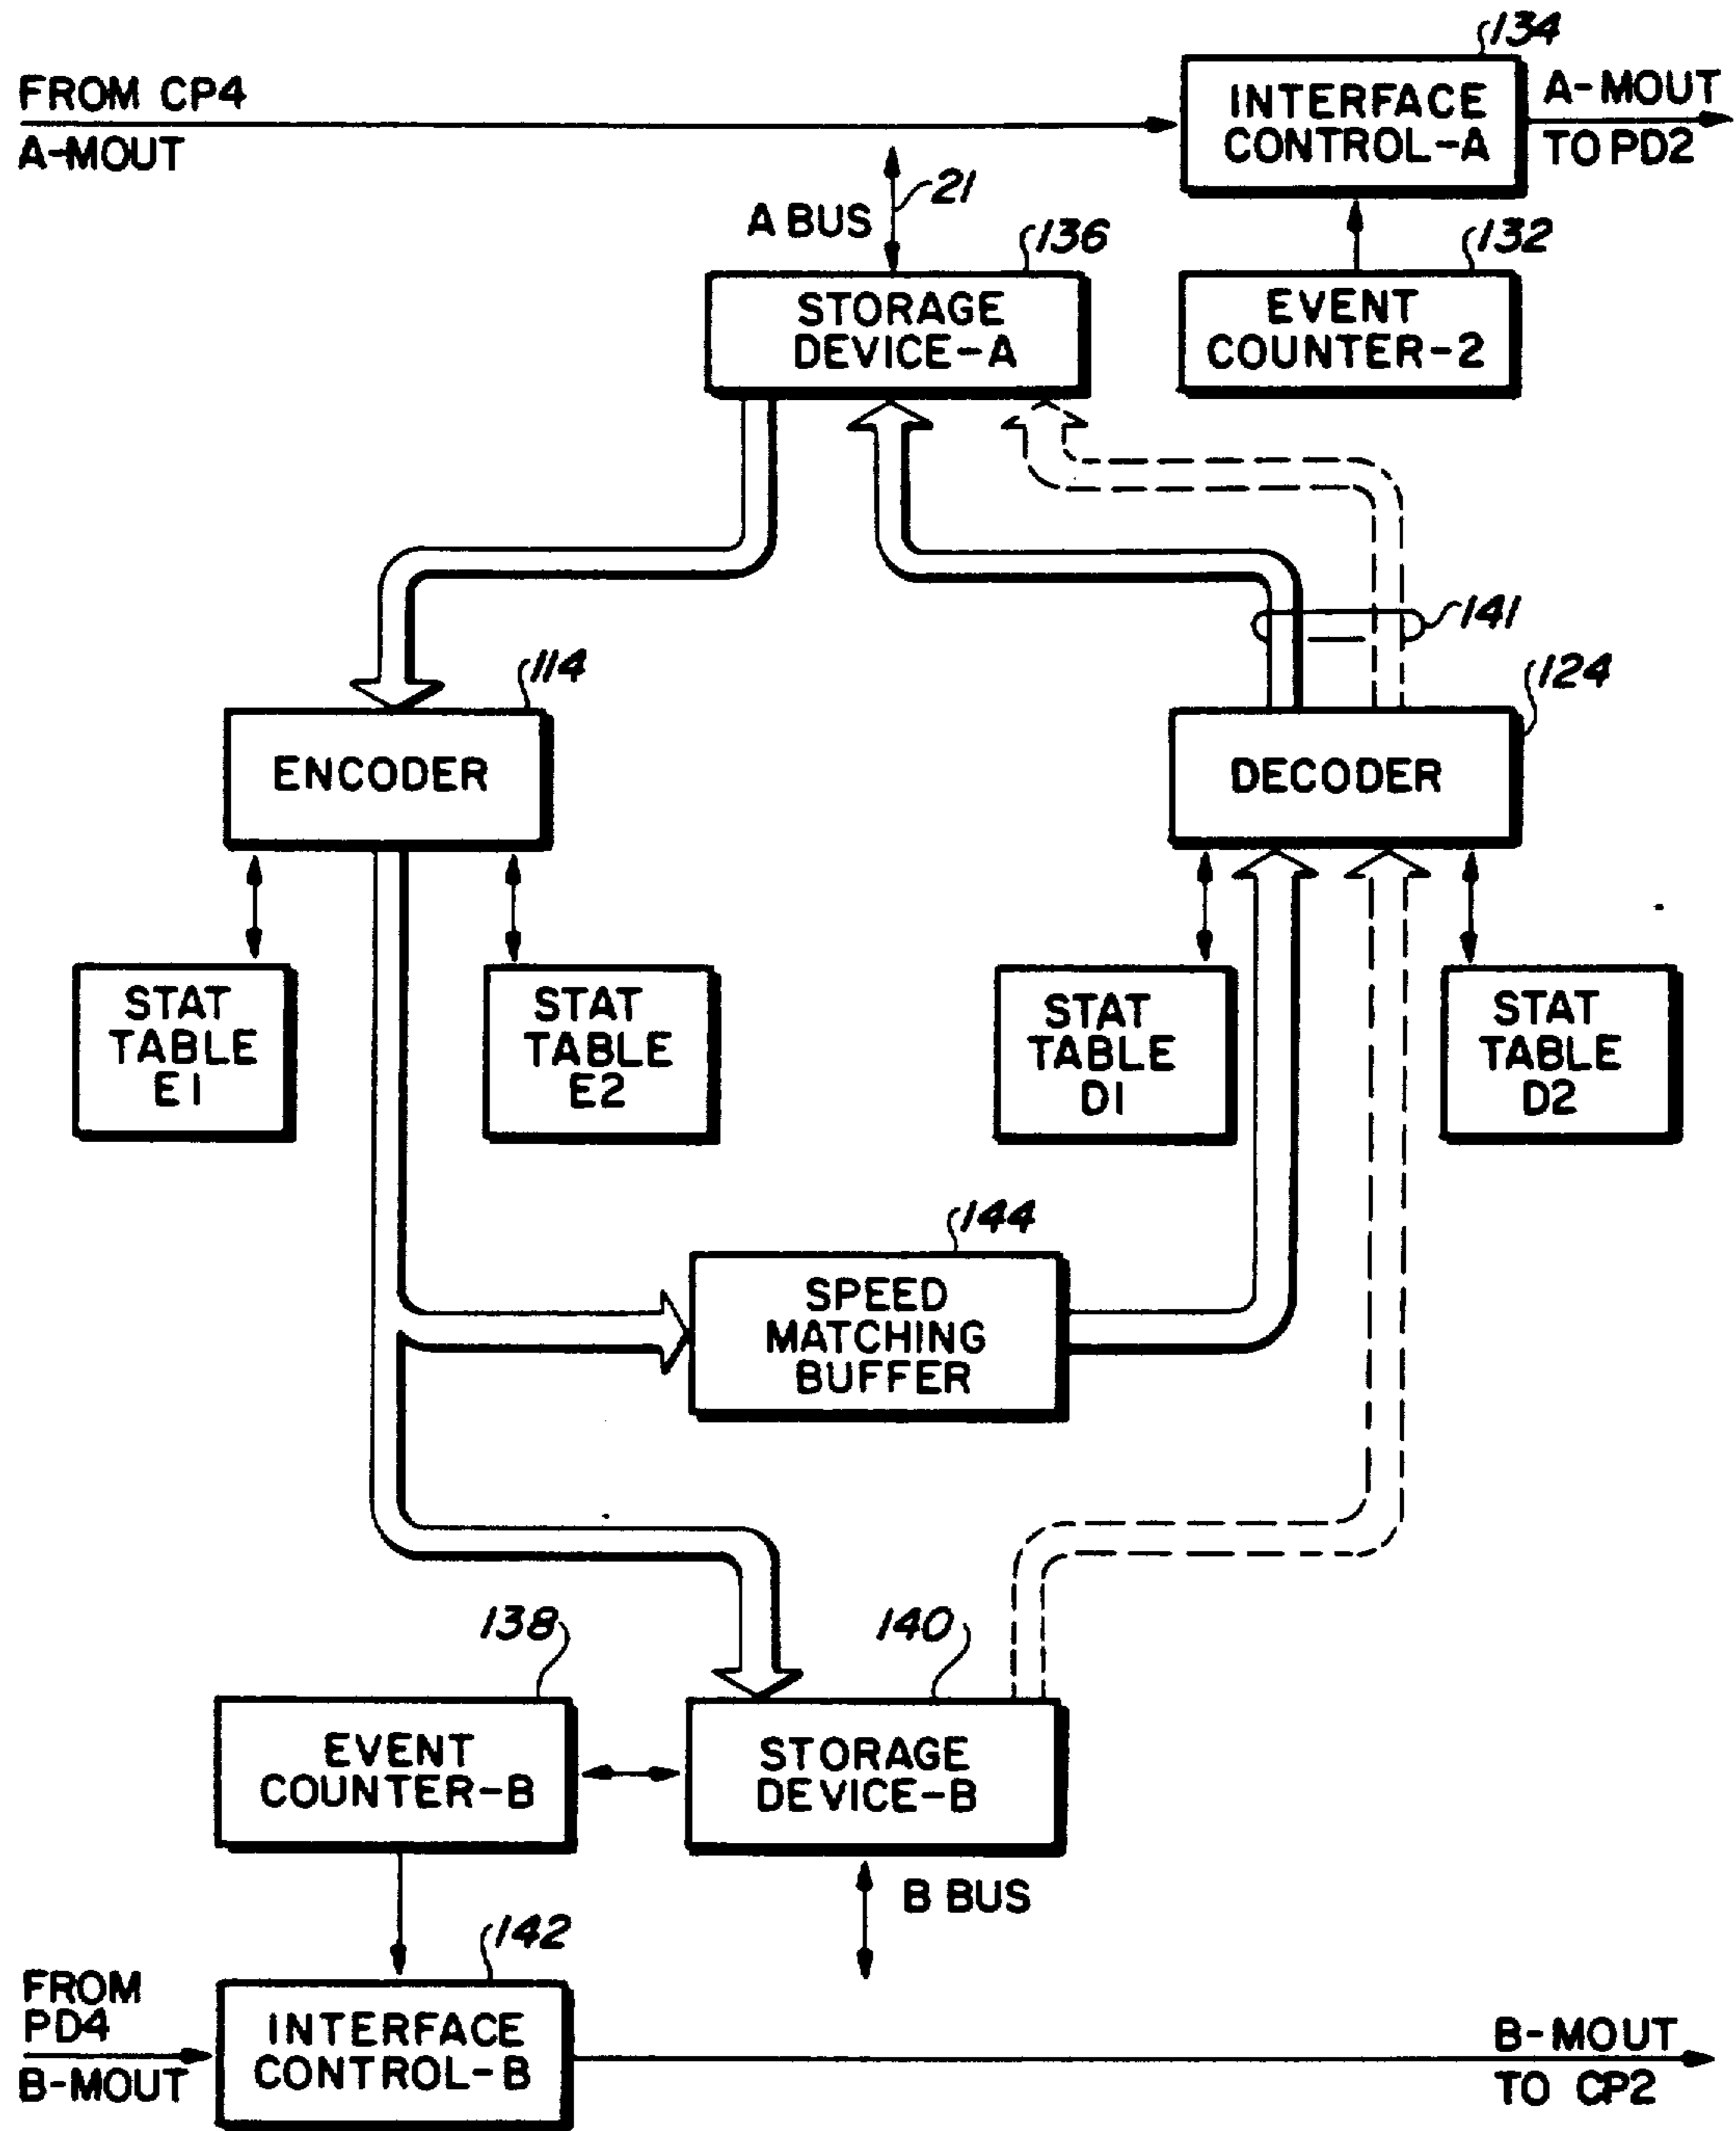 134
FROM CP4
A-MOUT
INTERFACE
CONTROL-A
A-MOUT
TO PD2
21
A BUS
136
132
STORAGE
DEVICE-A
EVENT
COUNTER-2
141
114
124
ENCODER
DECODER
STAT
TABLE
E1
STAT
TABLE
E2
STAT
TABLE
D1
STAT
TABLE
D2
144
SPEED
MATCHING
BUFFER
138
140
EVENT
COUNTER-B
STORAGE
DEVICE-B
B BUS
142
FROM
PD4
B-MOUT
INTERFACE
CONTROL-B
B-MOUT
TO CP2